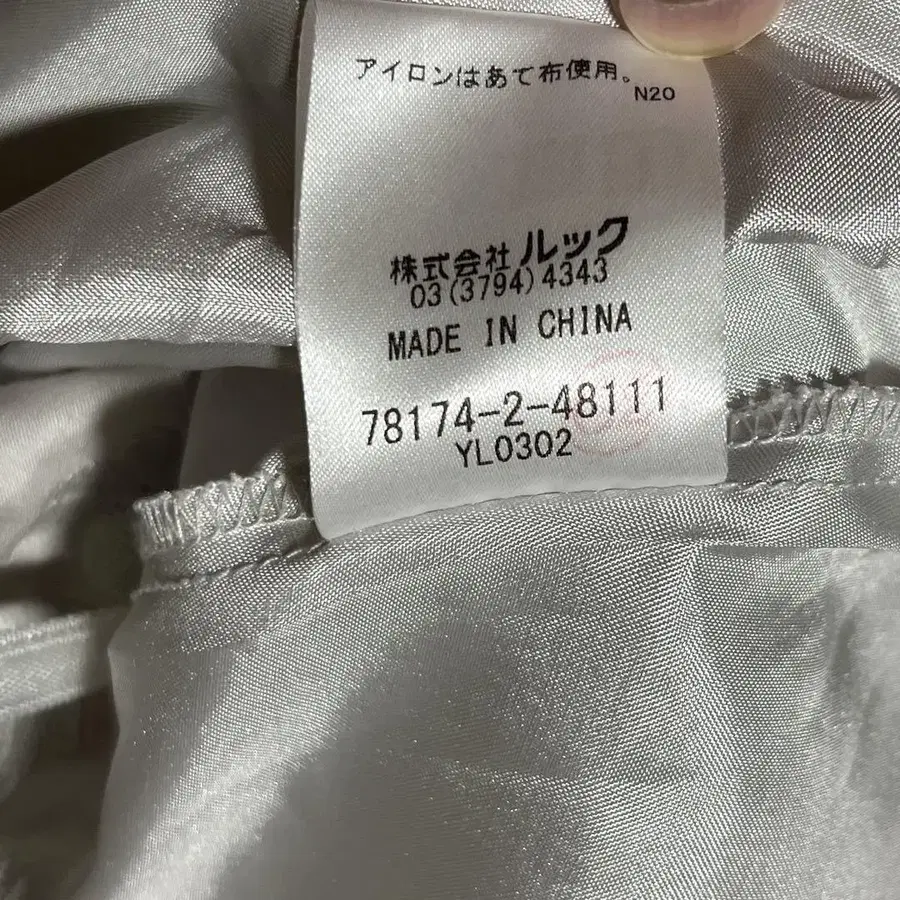 アイロンはあて布使用。
N20
株式会社ルック
03(3794)4343
MADE IN CHINA
78174-2-48111
YL0302